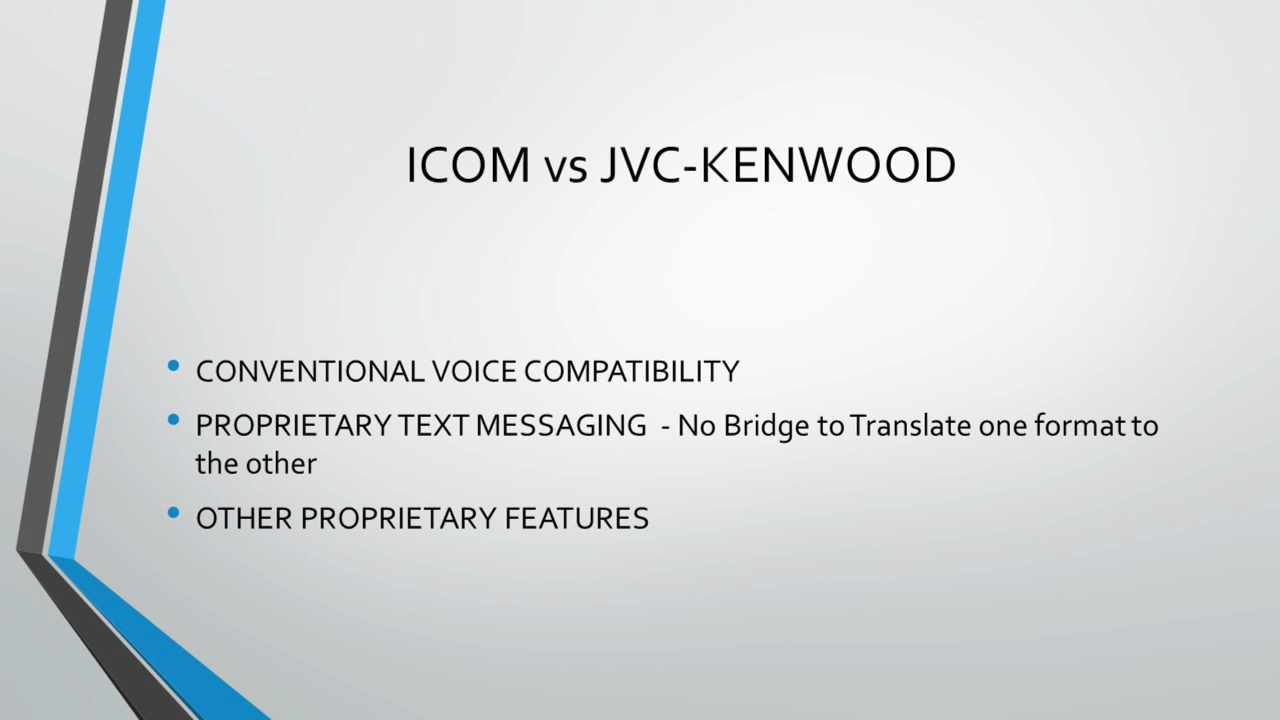 ICOM vs JVC-KENWOOD
• CONVENTIONAL VOICE COMPATIBILITY
• PROPRIETARY TEXT MESSAGING - No Bridge to Translate one format to
the other
• OTHER PROPRIETARY FEATURES